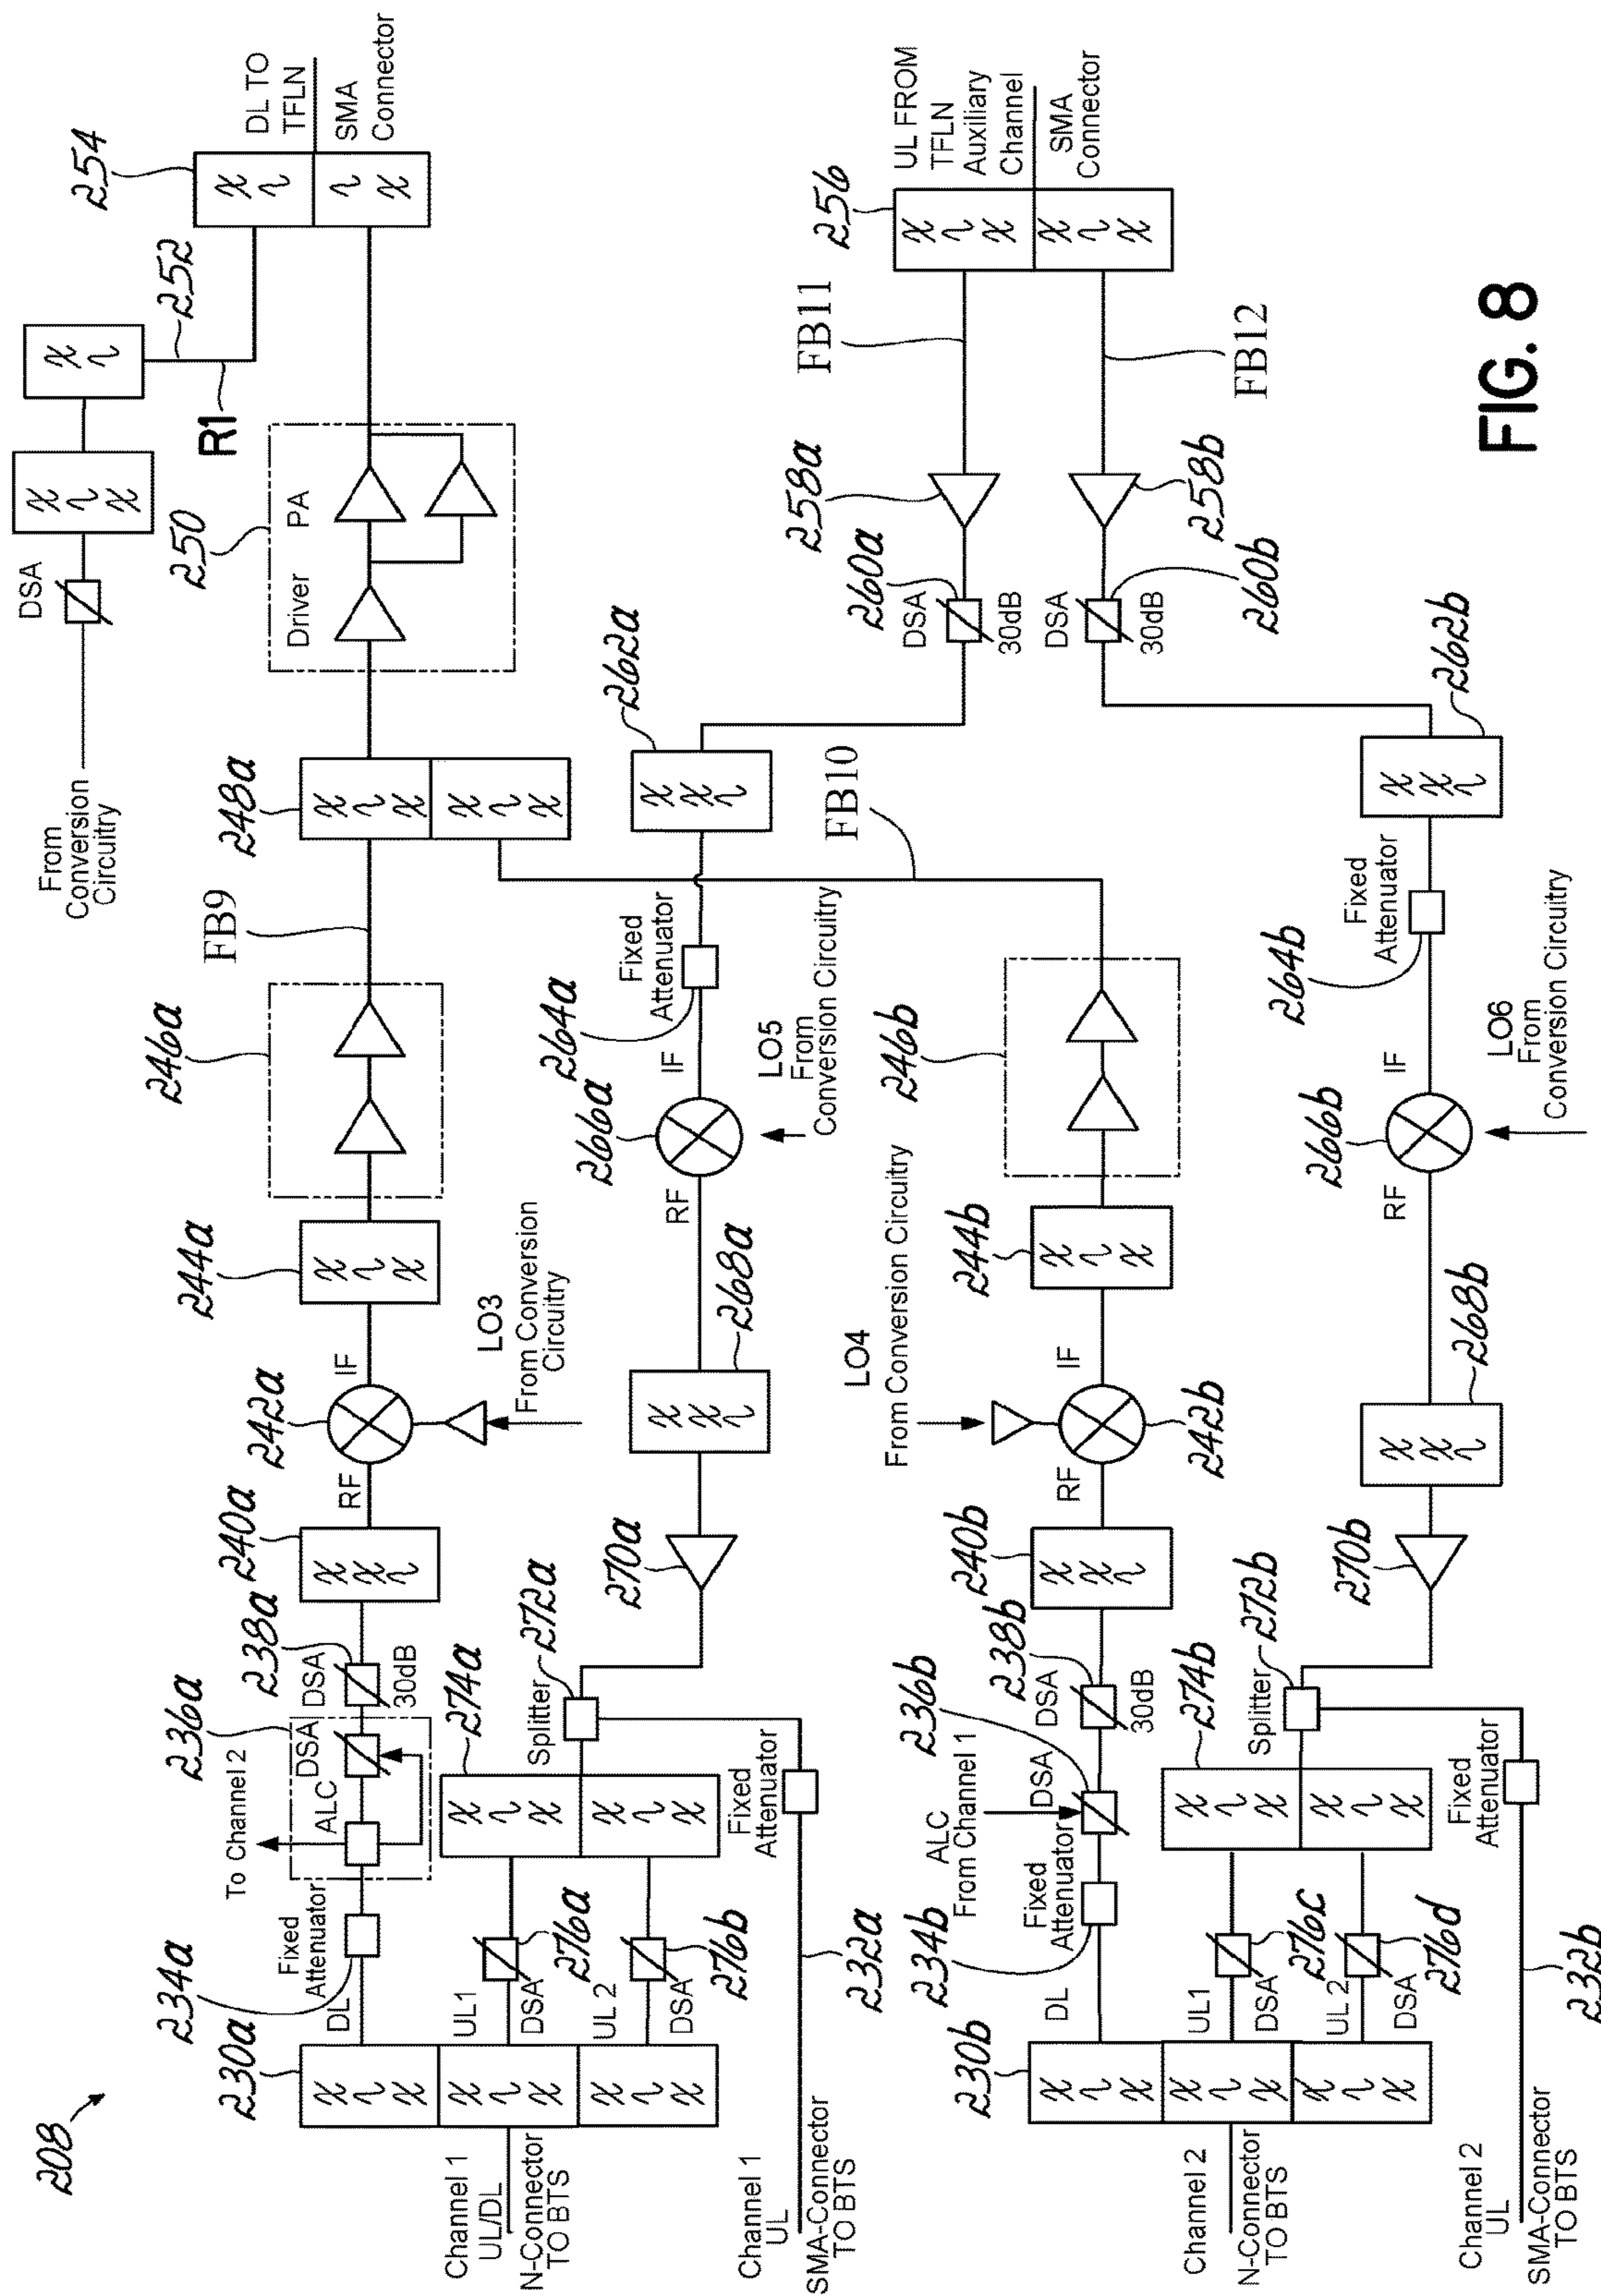 208
230a
Channel 1
UL/DL
N-Connector
TO BTS
DL
234a
Fixed
Attenuator
To Channel 2
236a
ALC
DSA
238a
DSA
30dB
240a
RF
242a
IF
LO3
From Conversion
Circuitry
244a
246a
FB9
248a
From
Conversion
Circuitry
DSA
250
Driver
PA
R1
252
254
DL TO
TFLN
SMA
Connector
UL1
DSA
276a
UL 2
DSA
276b
274a
Splitter
272a
270a
268a
RF
266a
IF
LO5
From
Conversion Circuitry
264a
Fixed
Attenuator
262a
260a
DSA
30dB
258a
FB11
256
UL FROM
TFLN
Auxiliary
Channel
SMA
Connector
Channel 1
UL
SMA-Connector
TO BTS
232a
Fixed
Attenuator
FB10
FB12
258b
DSA
30dB
260b
230b
Channel 2
N-Connector
TO BTS
DL
234b
Fixed
Attenuator
ALC
From Channel 1
236b
DSA
238b
DSA
30dB
240b
RF
242b
IF
LO4
From Conversion Circuitry
244b
246b
UL1
DSA
276c
UL 2
DSA
276d
274b
Splitter
272b
270b
268b
RF
266b
IF
LO6
From
Conversion Circuitry
264b
Fixed
Attenuator
262b
Channel 2
UL
SMA-Connector
TO BTS
232b
Fixed
Attenuator
FIG. 8